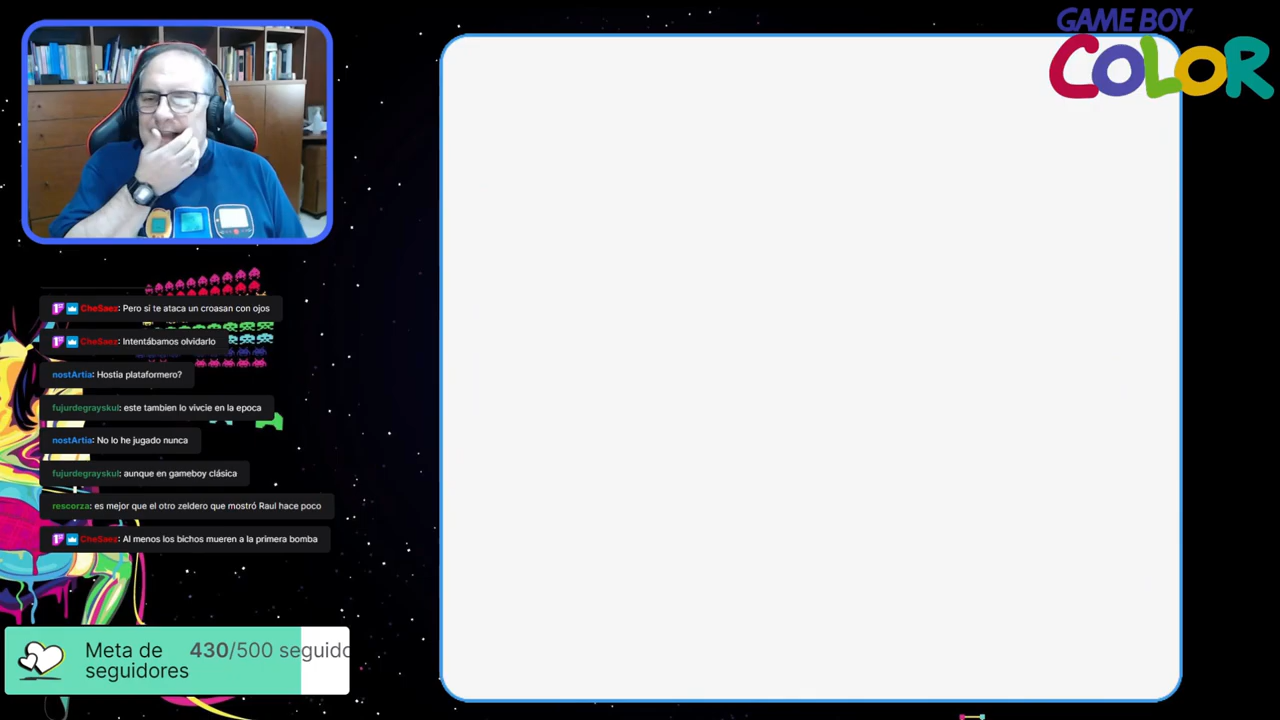 GAME BOY
COLOR
CheSaez: Pero si te ataca un croasan con ojos
CheSaez: Intentábamos olvidarlo
nostArtia: Hostia plataformero?
fujurdegrayskul: este tambien lo vivcie en la epoca
nostArtia: No lo he jugado nunca
fujurdegrayskul: aunque en gameboy clásica
rescorza: es mejor que el otro zeldero que mostró Raul hace poco
CheSaez: Al menos los bichos mueren a la primera bomba
Meta de seguidores
430/500 seguido